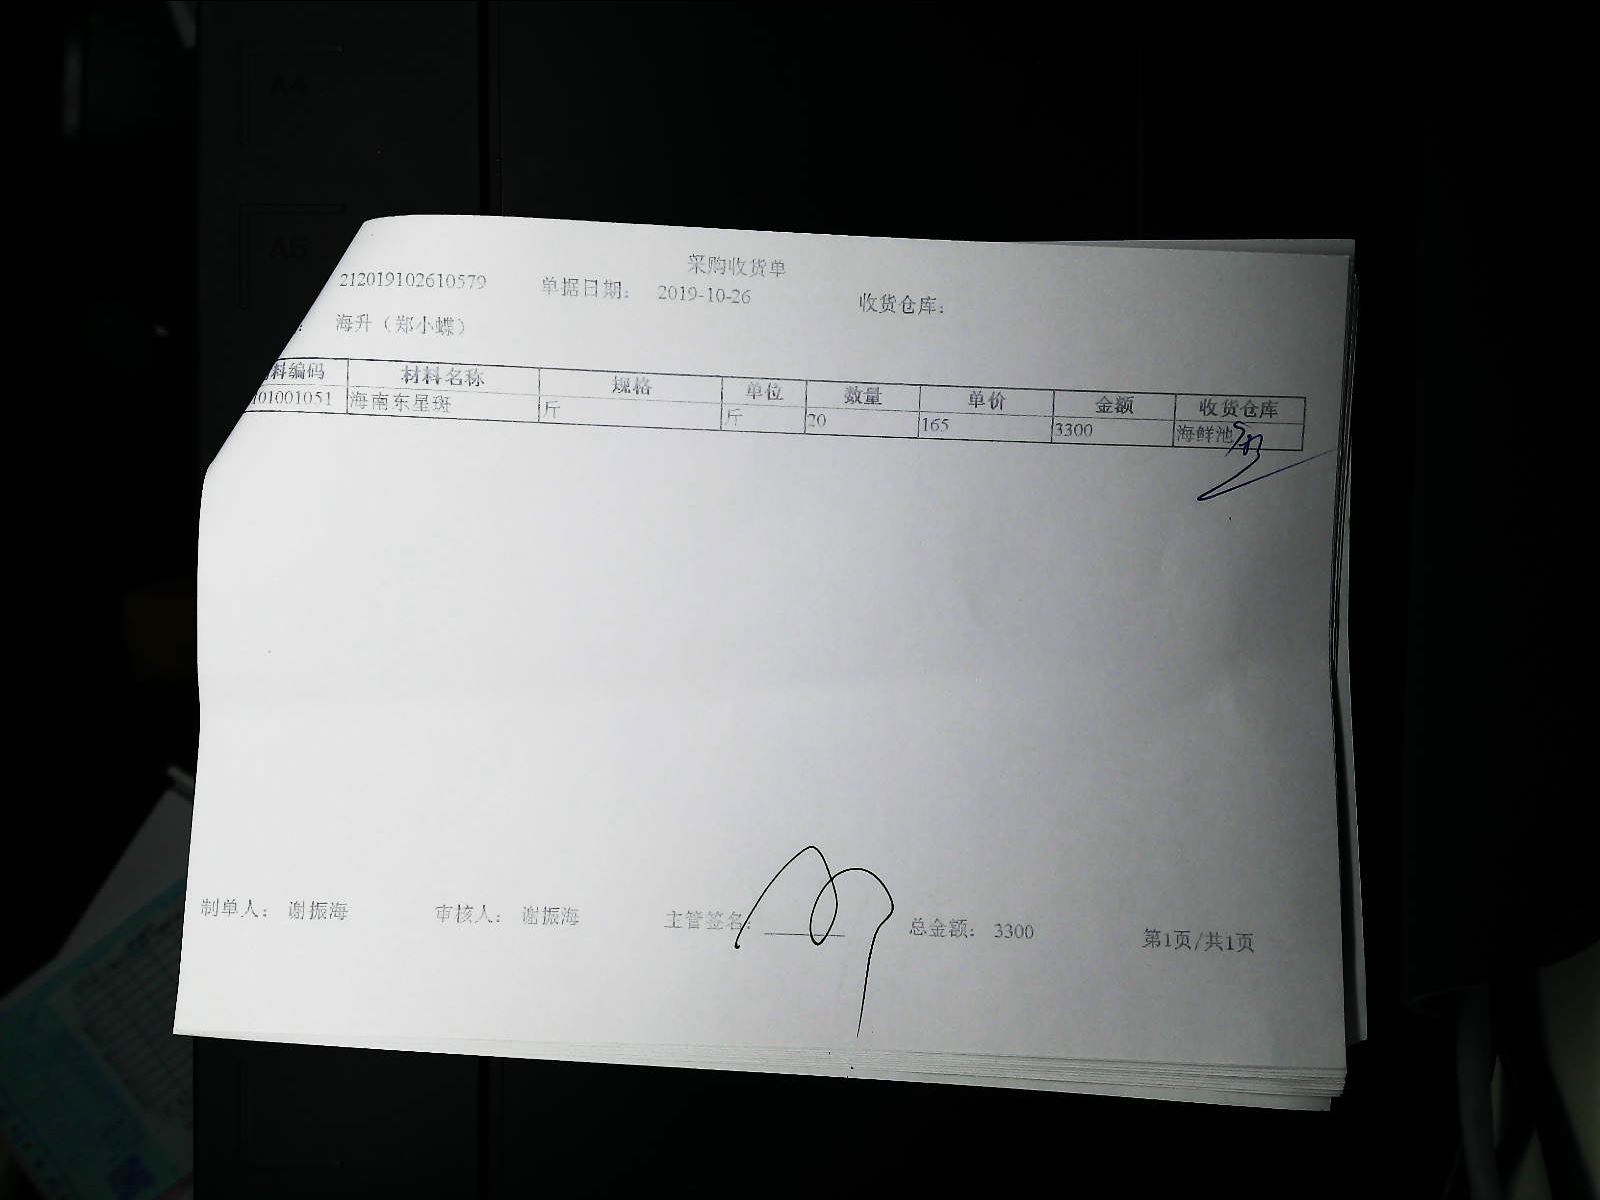 采购收货单
212019102610579 单据日期： 2019-10-26 收货仓库：
： 海升（郑小蝶）
料编码 材料名称 规格 单位 数量 单价 金额 收货仓库
101001051 海南东星斑 斤 斤 20 165 3300 海鲜池
制单人： 谢振海 审核人： 谢振海 主管签名： 总金额： 3300 第1页/共1页